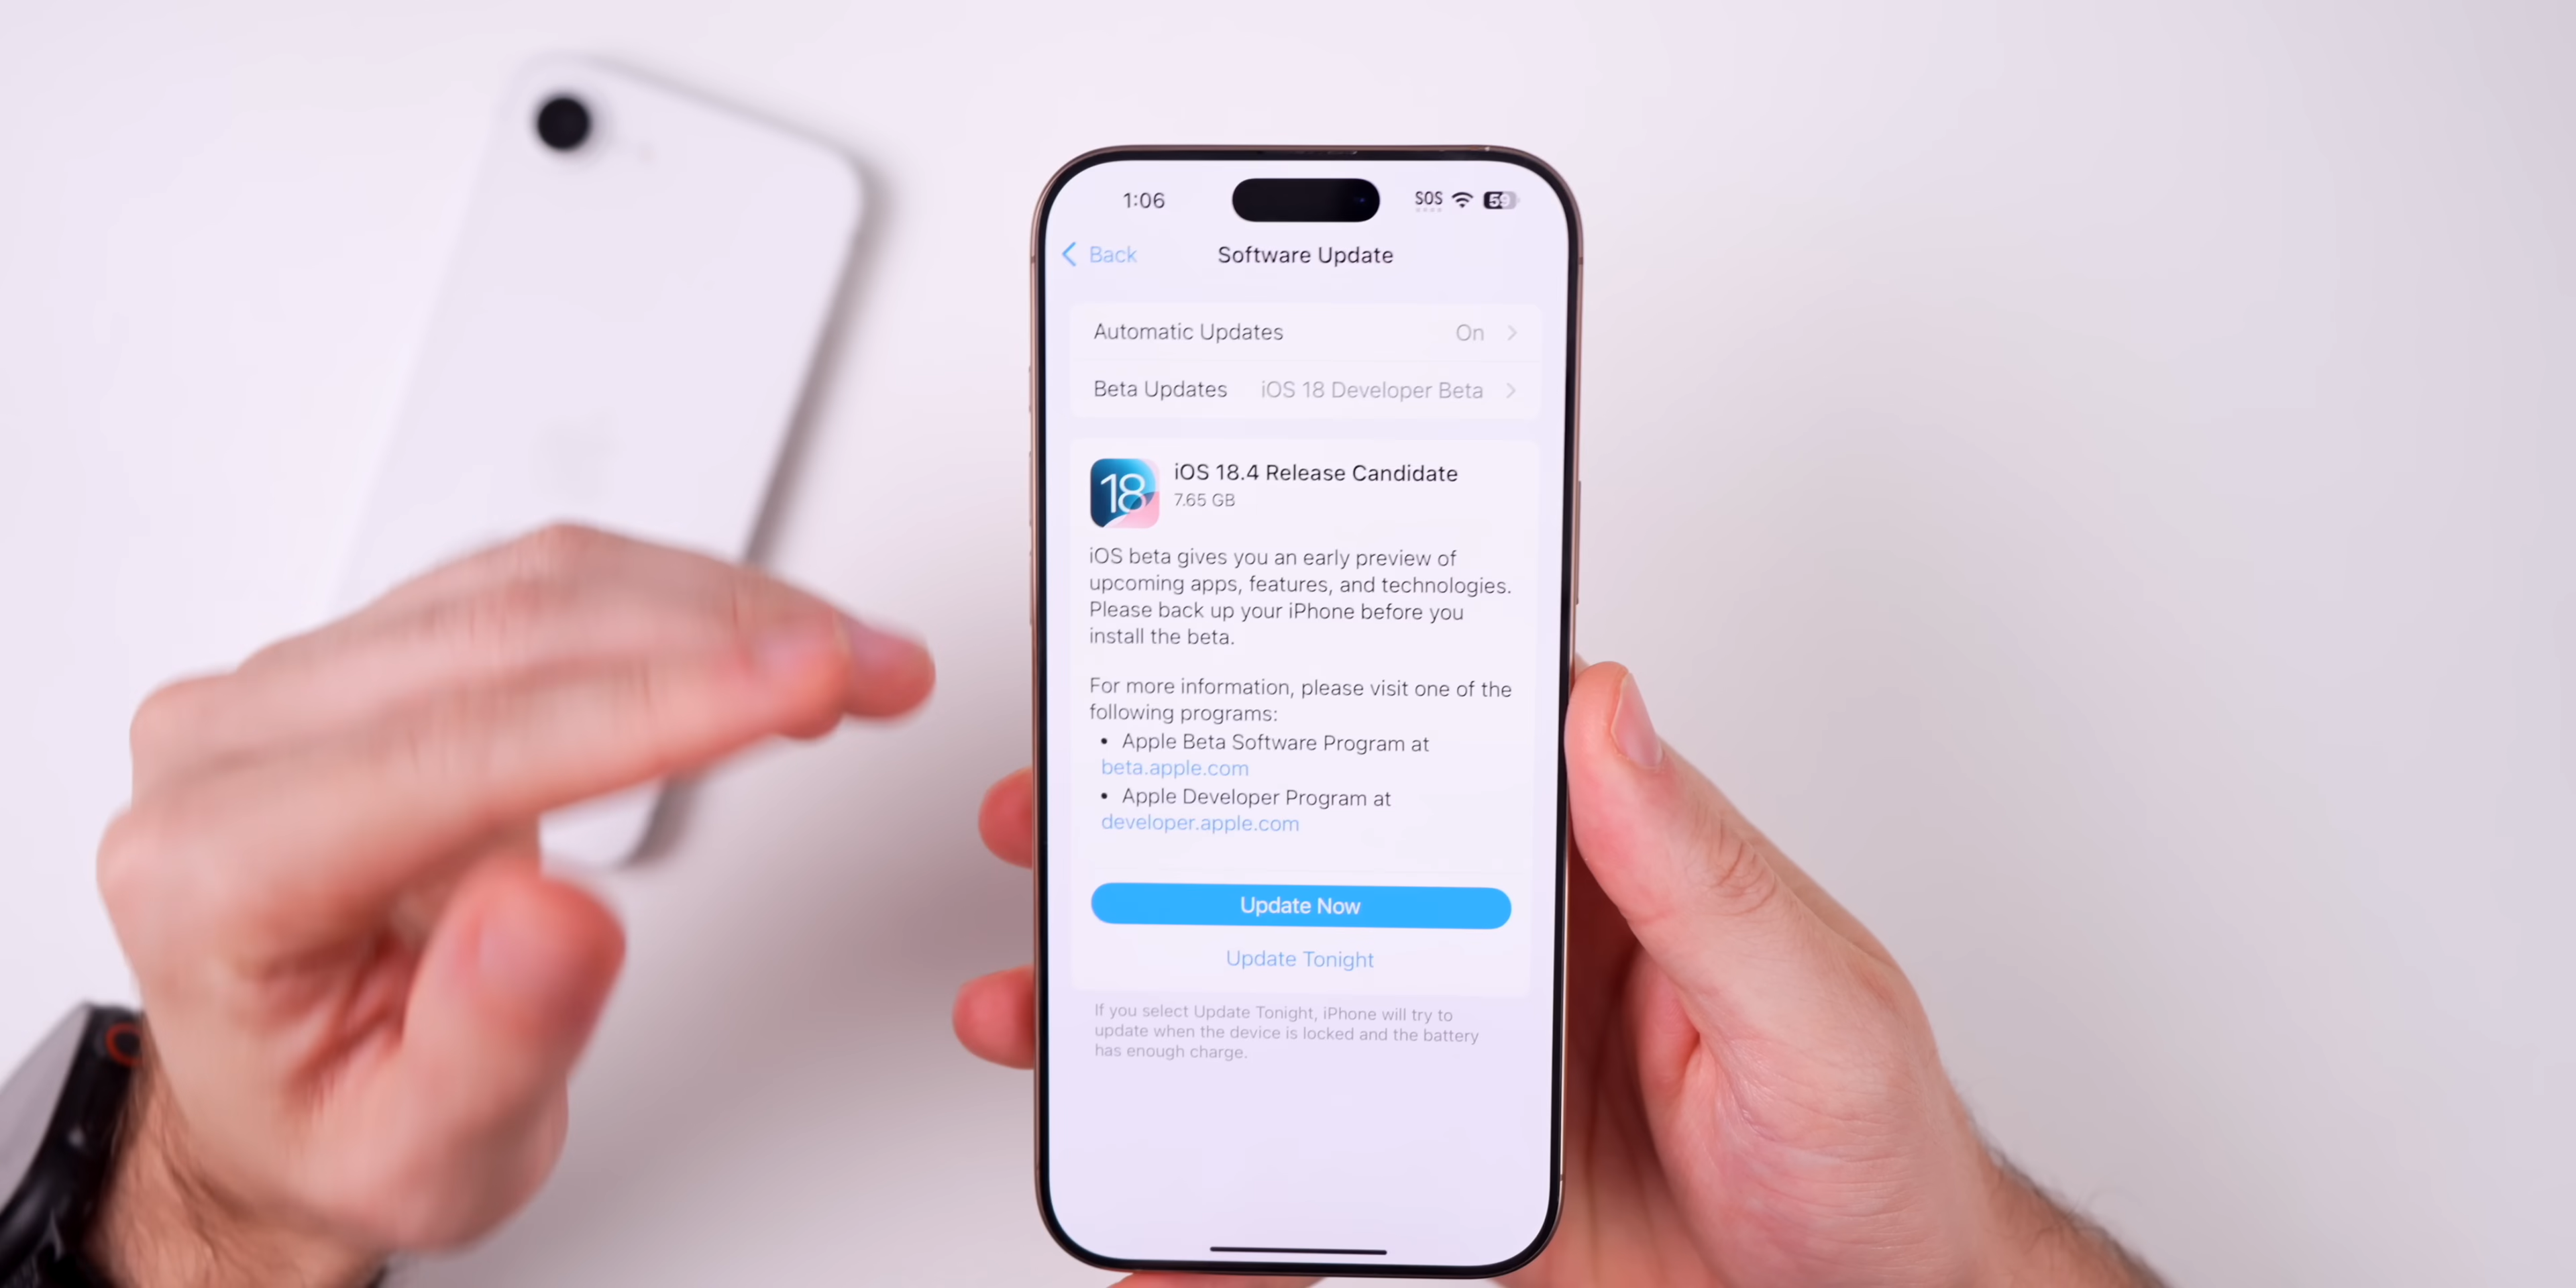 1:06 SOS 59
Back Software Update
Automatic Updates On
Beta Updates iOS 18 Developer Beta
18
iOS 18.4 Release Candidate
7.65 GB
iOS beta gives you an early preview of
upcoming apps, features, and technologies.
Please back up your iPhone before you
install the beta.
For more information, please visit one of the
following programs:
• Apple Beta Software Program at
beta.apple.com
• Apple Developer Program at
developer.apple.com
Update Now
Update Tonight
If you select Update Tonight, iPhone will try to
update when the device is locked and the battery
has enough charge.